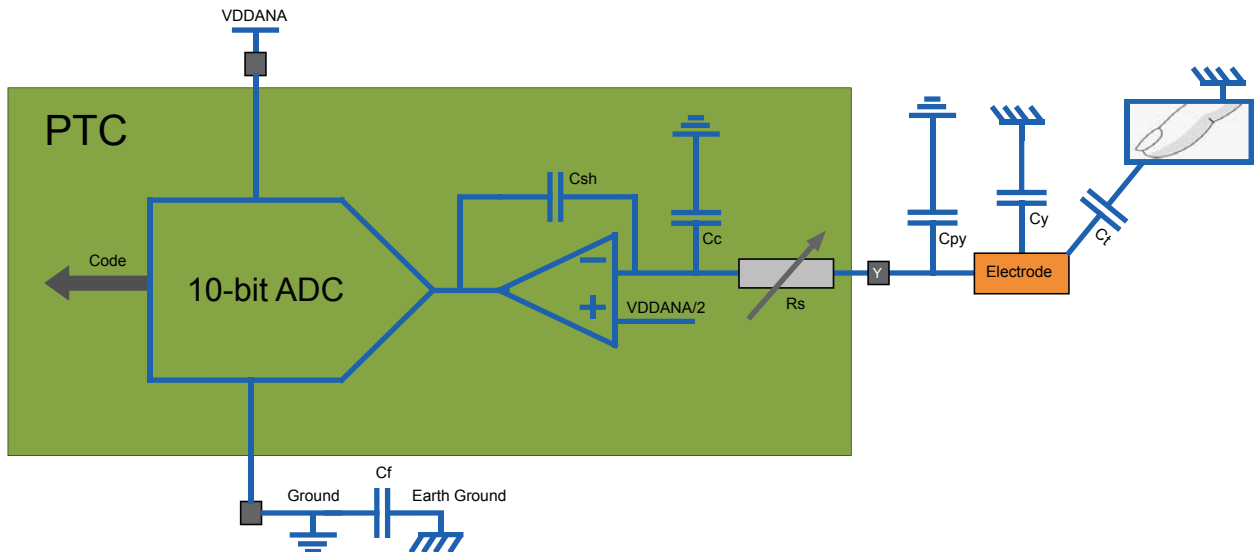 VDDANA
PTC
Csh
Cc
Cpy
Cy
Ct
Code
10-bit ADC
−
+
VDDANA/2
Rs
Y
Electrode
Cf
Ground
Earth Ground